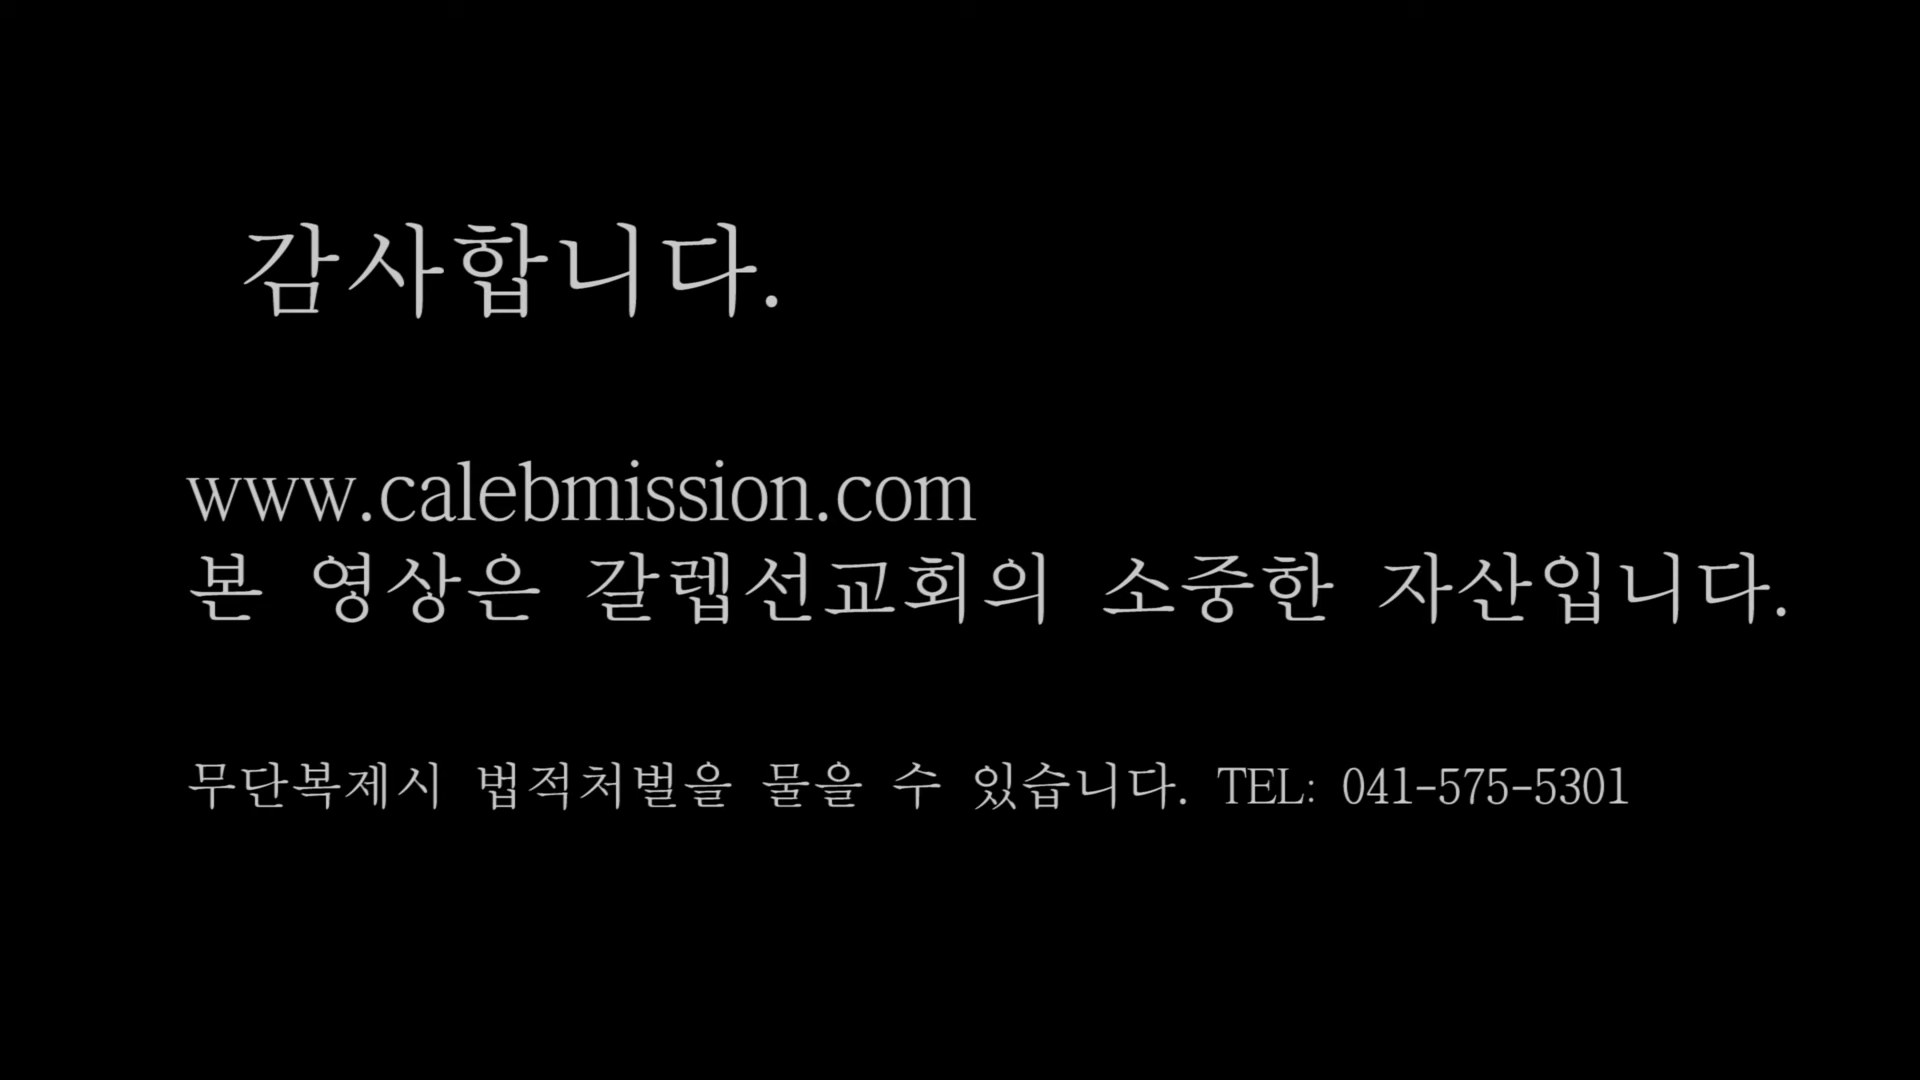 감사합니다.
www.calebmission.com
본 영상은 갈렙선교회의 소중한 자산입니다.
무단복제시 법적처벌을 물을 수 있습니다. TEL: 041-575-5301